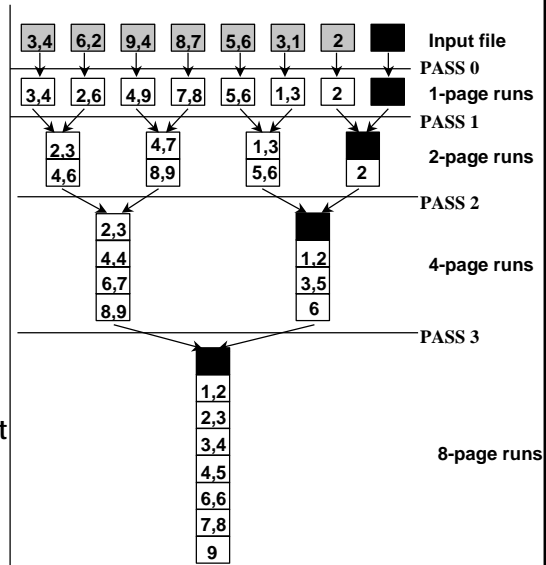 3,4 6,2 9,4 8,7 5,6 3,1 2 Input file
PASS 0
3,4 2,6 4,9 7,8 5,6 1,3 2 1-page runs
PASS 1
2,3 4,7 1,3 2-page runs
4,6 8,9 5,6 2
PASS 2
2,3
4,4 1,2 4-page runs
6,7 3,5
8,9 6
PASS 3
1,2
2,3
t
3,4
4,5 8-page runs
6,6
7,8
9